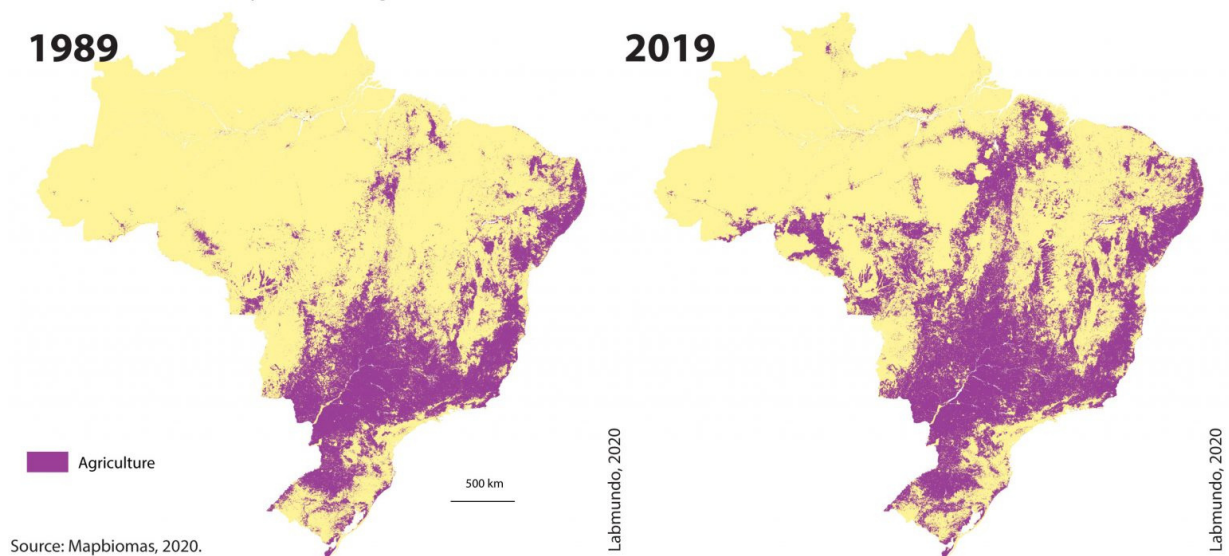 1989
2019
Agriculture
500 km
Source: Mapbiomas, 2020.
Labmundo, 2020
Labmundo, 2020